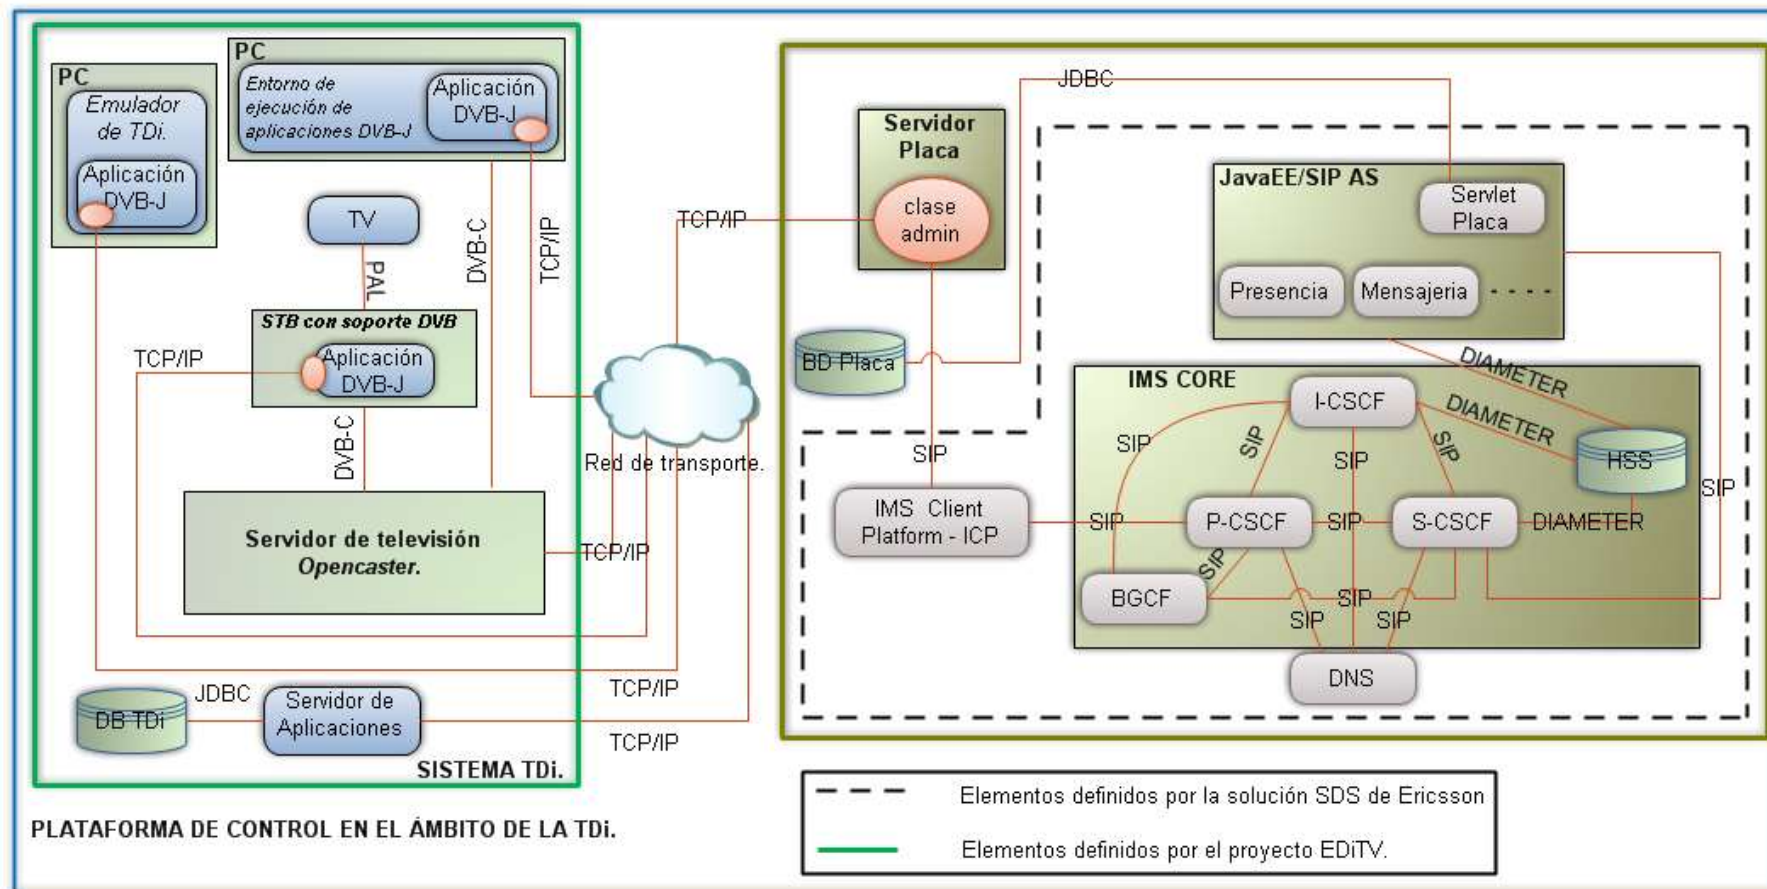 PC
Emulador
de TDi.
Aplicación
DVB-J
PC
Entorno de
ejecución de
aplicaciones DVB-J
Aplicación
DVB-J
TV
PAL
DVB-C
TCP/IP
STB con soporte DVB
Aplicación
DVB-J
TCP/IP
DVB-C
Servidor de televisión
Opencaster.
TCP/IP
Red de transporte.
TCP/IP
JDBC
DB TDi
Servidor de
Aplicaciones
TCP/IP
TCP/IP
SISTEMA TDi.
PLATAFORMA DE CONTROL EN EL ÁMBITO DE LA TDi.
JDBC
Servidor
Placa
clase
admin
BD Placa
SIP
IMS Client
Platform - ICP
JavaEE/SIP AS
Servlet
Placa
Presencia
Mensajeria
DIAMETER
DIAMETER
IMS CORE
I-CSCF
SIP
SIP
SIP
SIP
HSS
SIP
SIP
P-CSCF
SIP
S-CSCF
DIAMETER
SIP
BGCF
SIP
SIP
SIP
DNS
Elementos definidos por la solución SDS de Ericsson
Elementos definidos por el proyecto EDiTV.